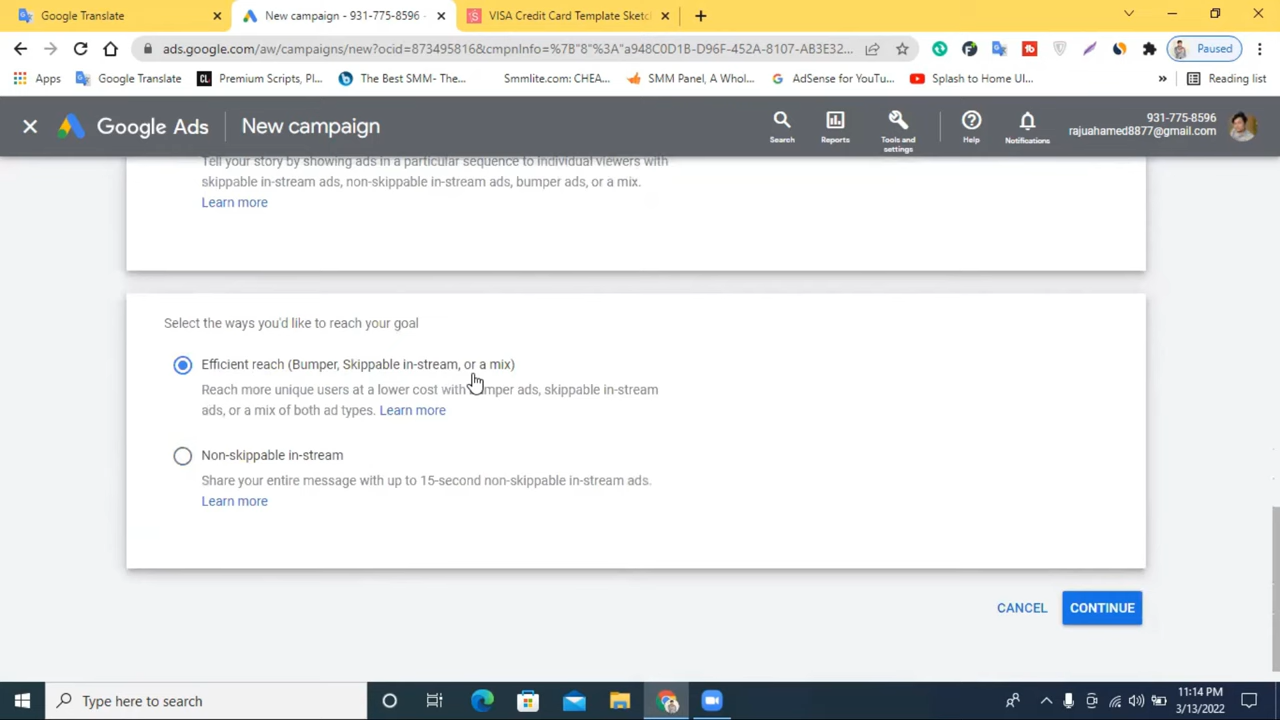 Google Translate
New campaign - 931-775-8596
VISA Credit Card Template Sketch
ads.google.com/aw/campaigns/new?ocid=873495816&cmpnInfo=%7B"8"%3A"a948C0D1B-D96F-452A-8107-AB3E32...
Paused
Apps
Google Translate
Premium Scripts, Pl...
The Best SMM- The...
Smmlite.com: CHEA...
SMM Panel, A Whol...
AdSense for YouTu...
Splash to Home UI...
Reading list
Google Ads
New campaign
Search
Reports
Tools and settings
Help
Notifications
931-775-8596
rajuahamed8877@gmail.com
Tell your story by showing ads in a particular sequence to individual viewers with
skippable in-stream ads, non-skippable in-stream ads, bumper ads, or a mix.
Learn more
Select the ways you'd like to reach your goal
Efficient reach (Bumper, Skippable in-stream, or a mix)
Reach more unique users at a lower cost with bumper ads, skippable in-stream
ads, or a mix of both ad types. Learn more
Non-skippable in-stream
Share your entire message with up to 15-second non-skippable in-stream ads.
Learn more
CANCEL
CONTINUE
Type here to search
11:14 PM
3/13/2022